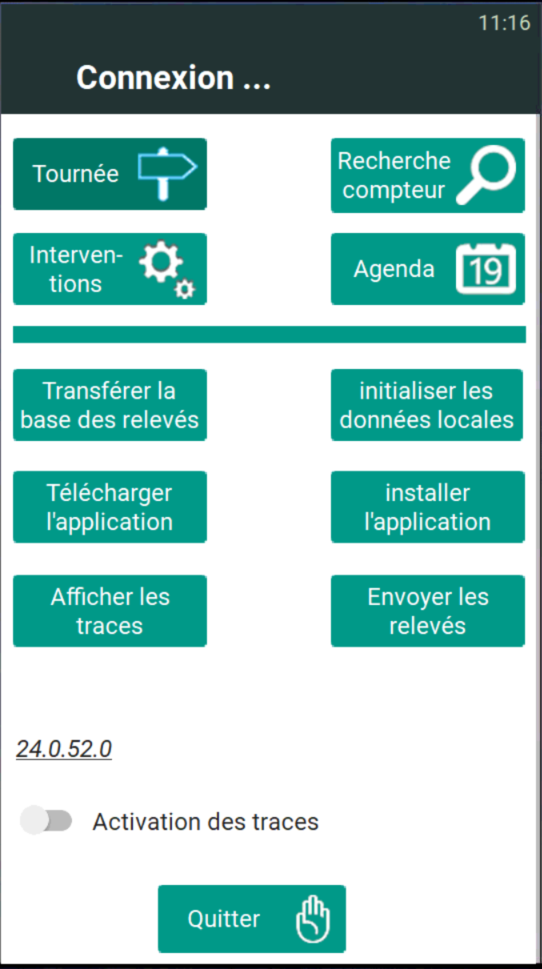 11:16
Connexion ...
Tournée
Recherche
compteur
Interven-
tions
Agenda
19
Transférer la
base des relevés
initialiser les
données locales
Télécharger
l'application
installer
l'application
Afficher les
traces
Envoyer les
relevés
24.0.52.0
Activation des traces
Quitter